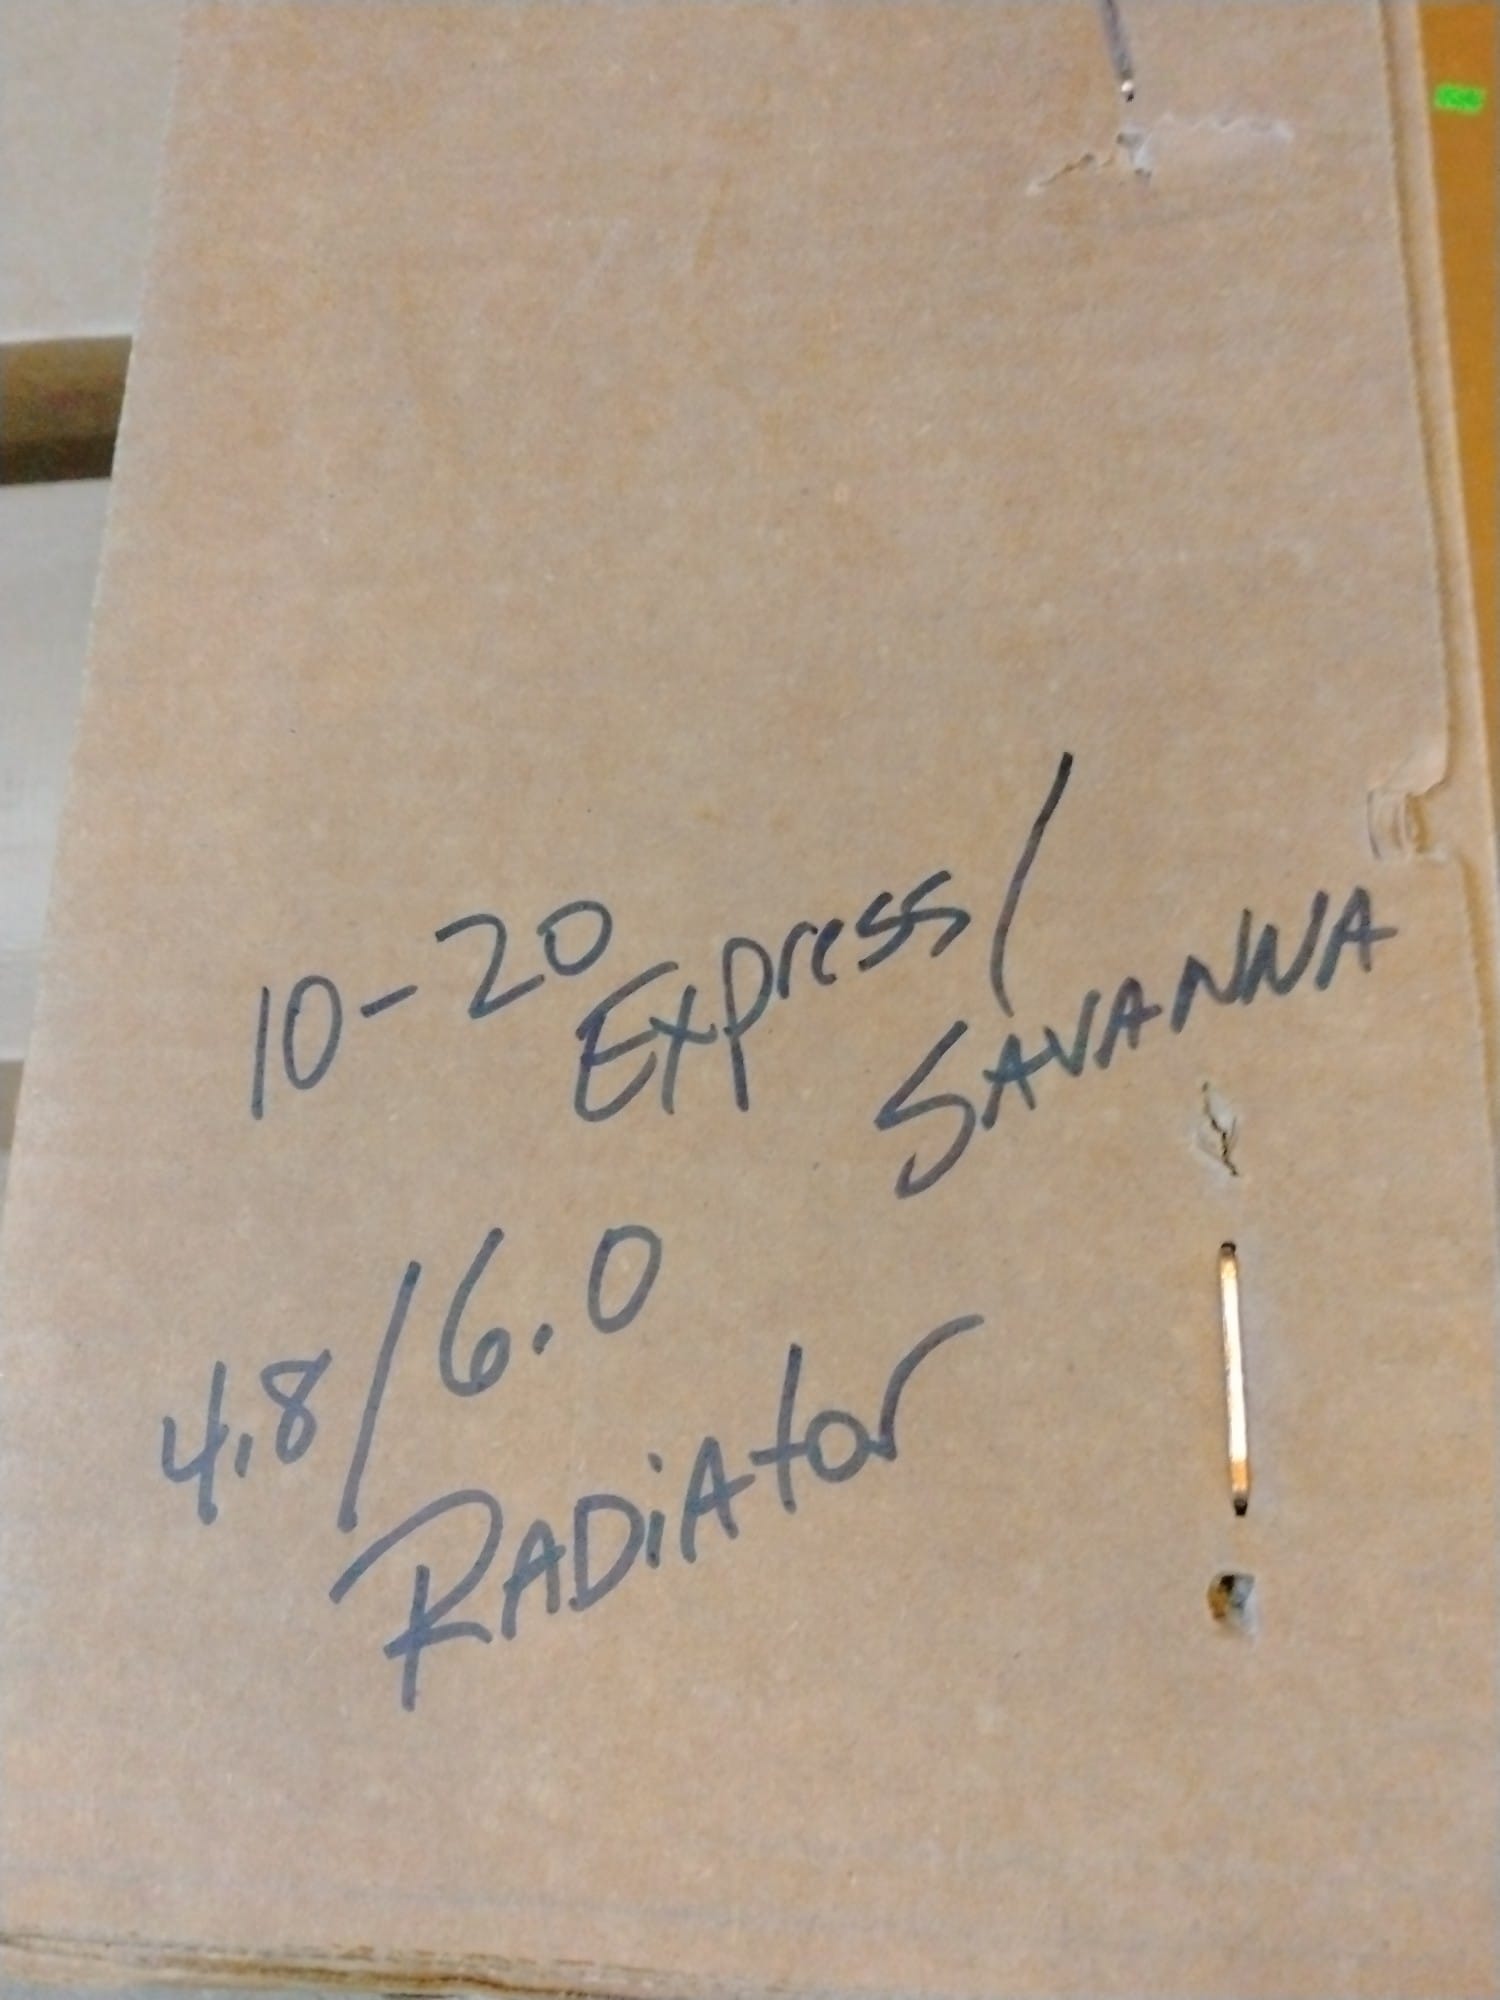 10-20 Express/
SAVANNA
4.8/6.0
RADiAtor